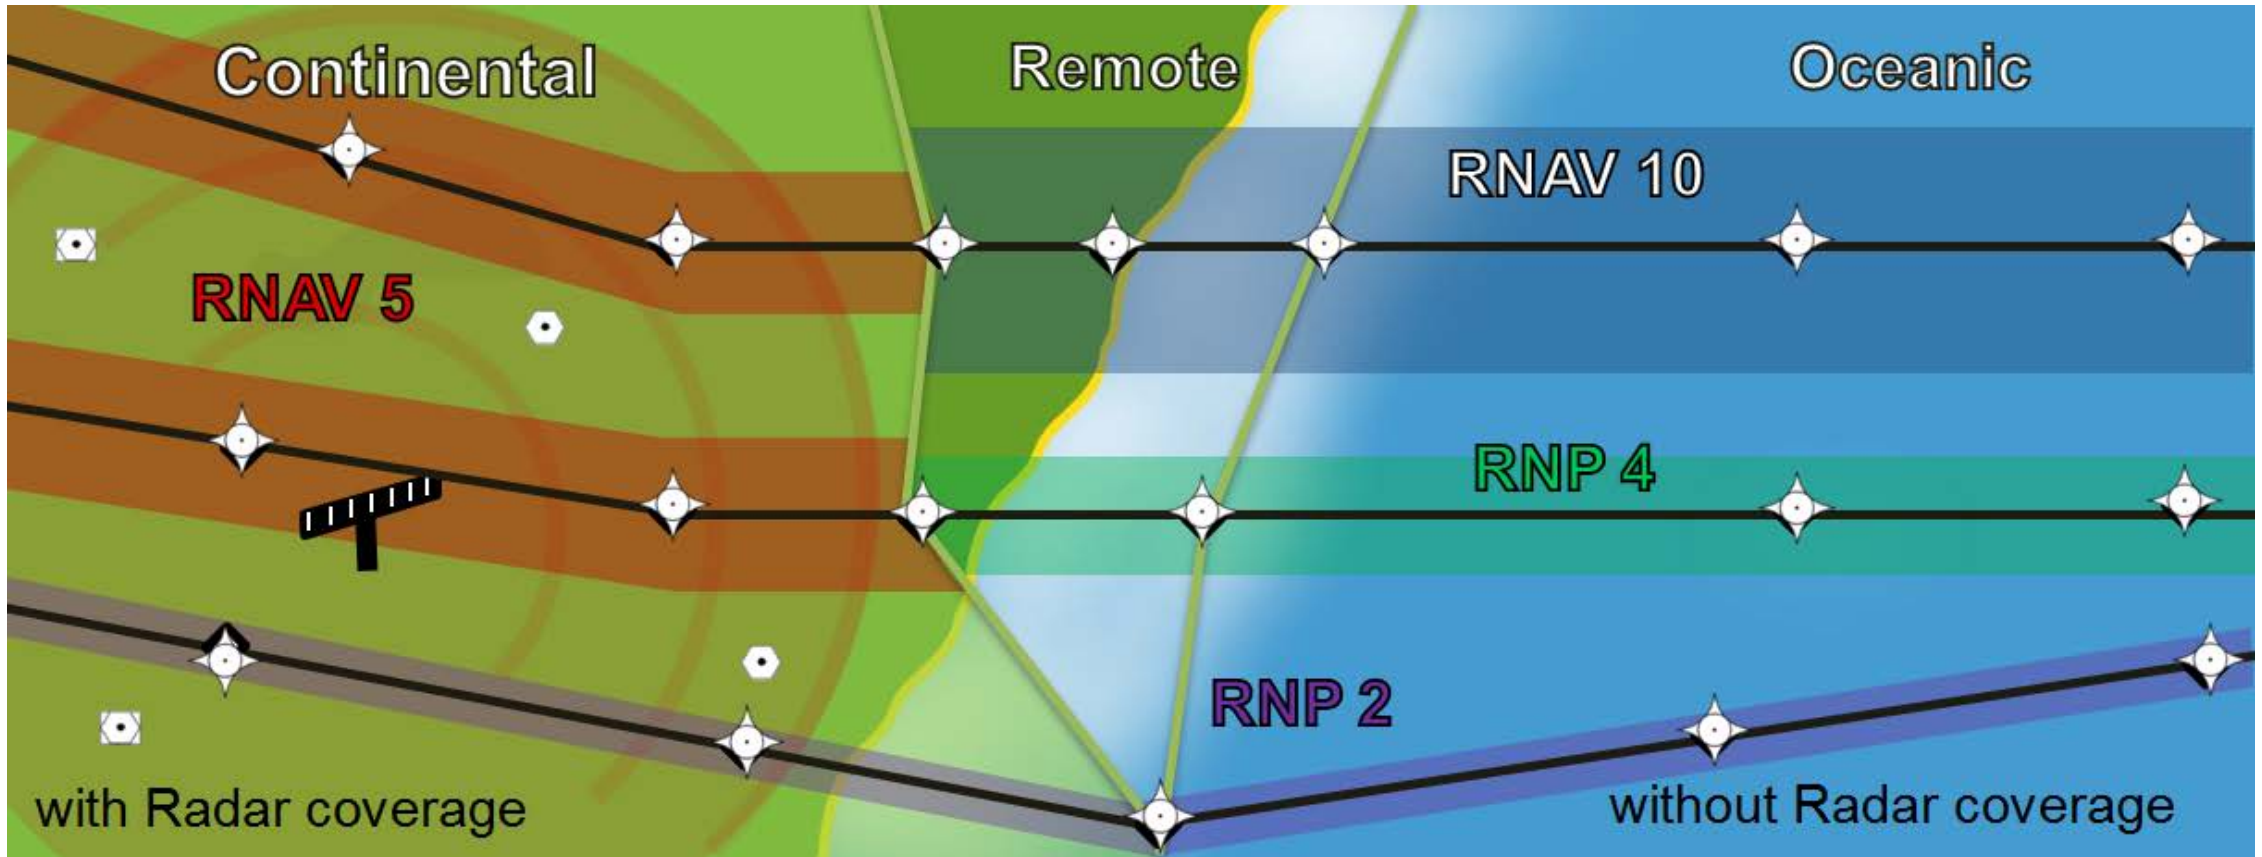 Continental
Remote
Oceanic
RNAV 10
RNAV 5
RNP 4
RNP 2
with Radar coverage
without Radar coverage